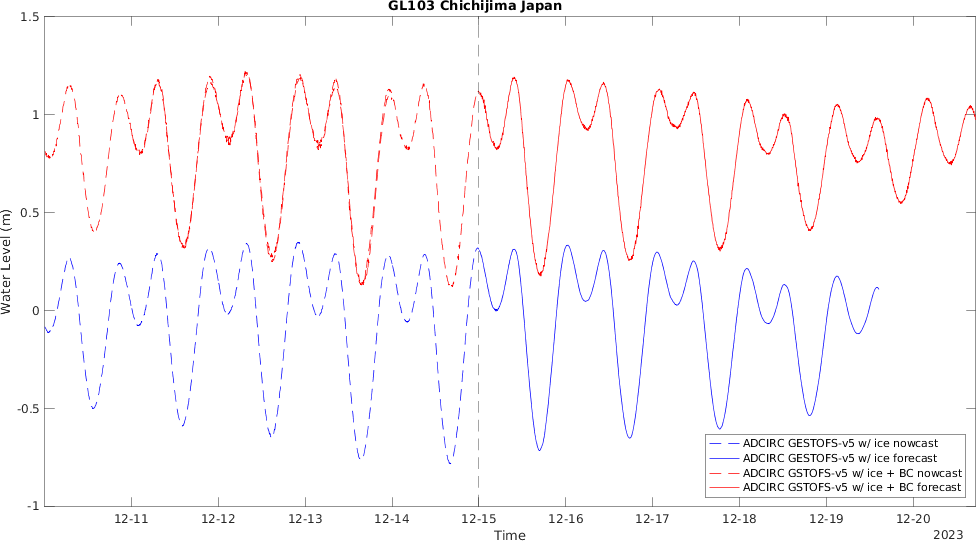 GL103 Chichijima Japan
1.5
1
0.5
0
-0.5
-1
Water Level (m)
12-11 12-12 12-13 12-14 12-15 12-16 12-17 12-18 12-19 12-20
Time
2023
ADCIRC GESTOFS-v5 w/ ice nowcast
ADCIRC GESTOFS-v5 w/ ice forecast
ADCIRC GSTOFS-v5 w/ ice + BC nowcast
ADCIRC GSTOFS-v5 w/ ice + BC forecast